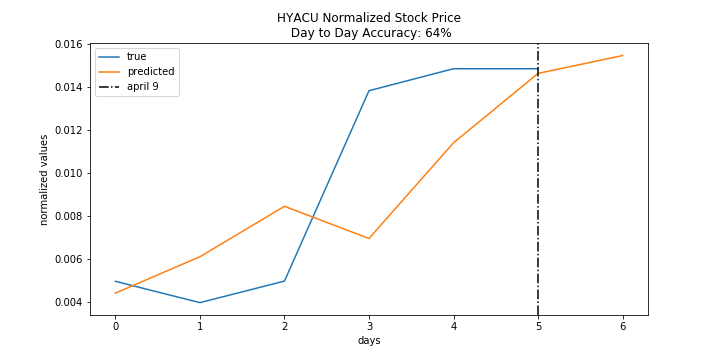 HYACU Normalized Stock Price
Day to Day Accuracy: 64%
true
predicted
april 9
normalized values
0.016
0.014
0.012
0.010
0.008
0.006
0.004
0 1 2 3 4 5 6
days